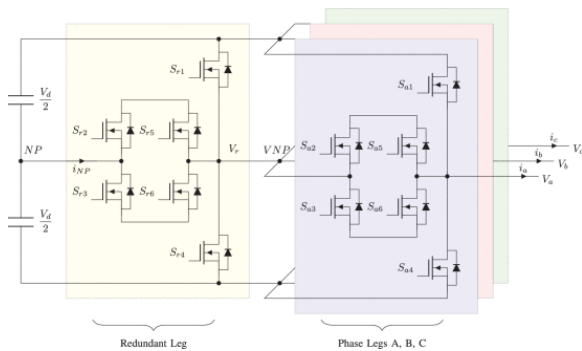 S_{r1}
S_{a1}
V_d/2
S_{r2}
S_{r5}
S_{a2}
S_{a5}
i_c
V_c
NP
i_{NP}
V_r
VNP
i_b
V_b
i_a
V_a
S_{r3}
S_{r6}
S_{a3}
S_{a6}
V_d/2
S_{r4}
S_{a4}
Redundant Leg
Phase Legs A, B, C